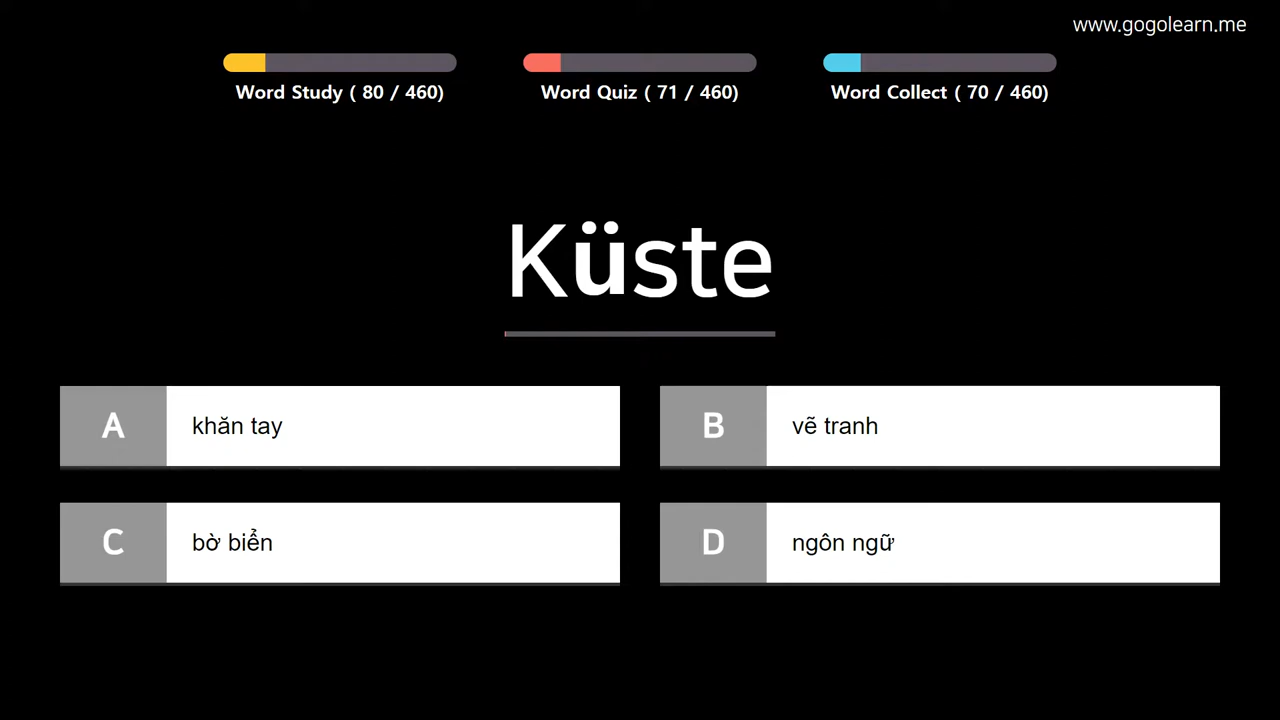 www.gogolearn.me
Word Study ( 80 / 460)
Word Quiz ( 71 / 460)
Word Collect ( 70 / 460)
Küste
A khăn tay
B vẽ tranh
C bờ biển
D ngôn ngữ